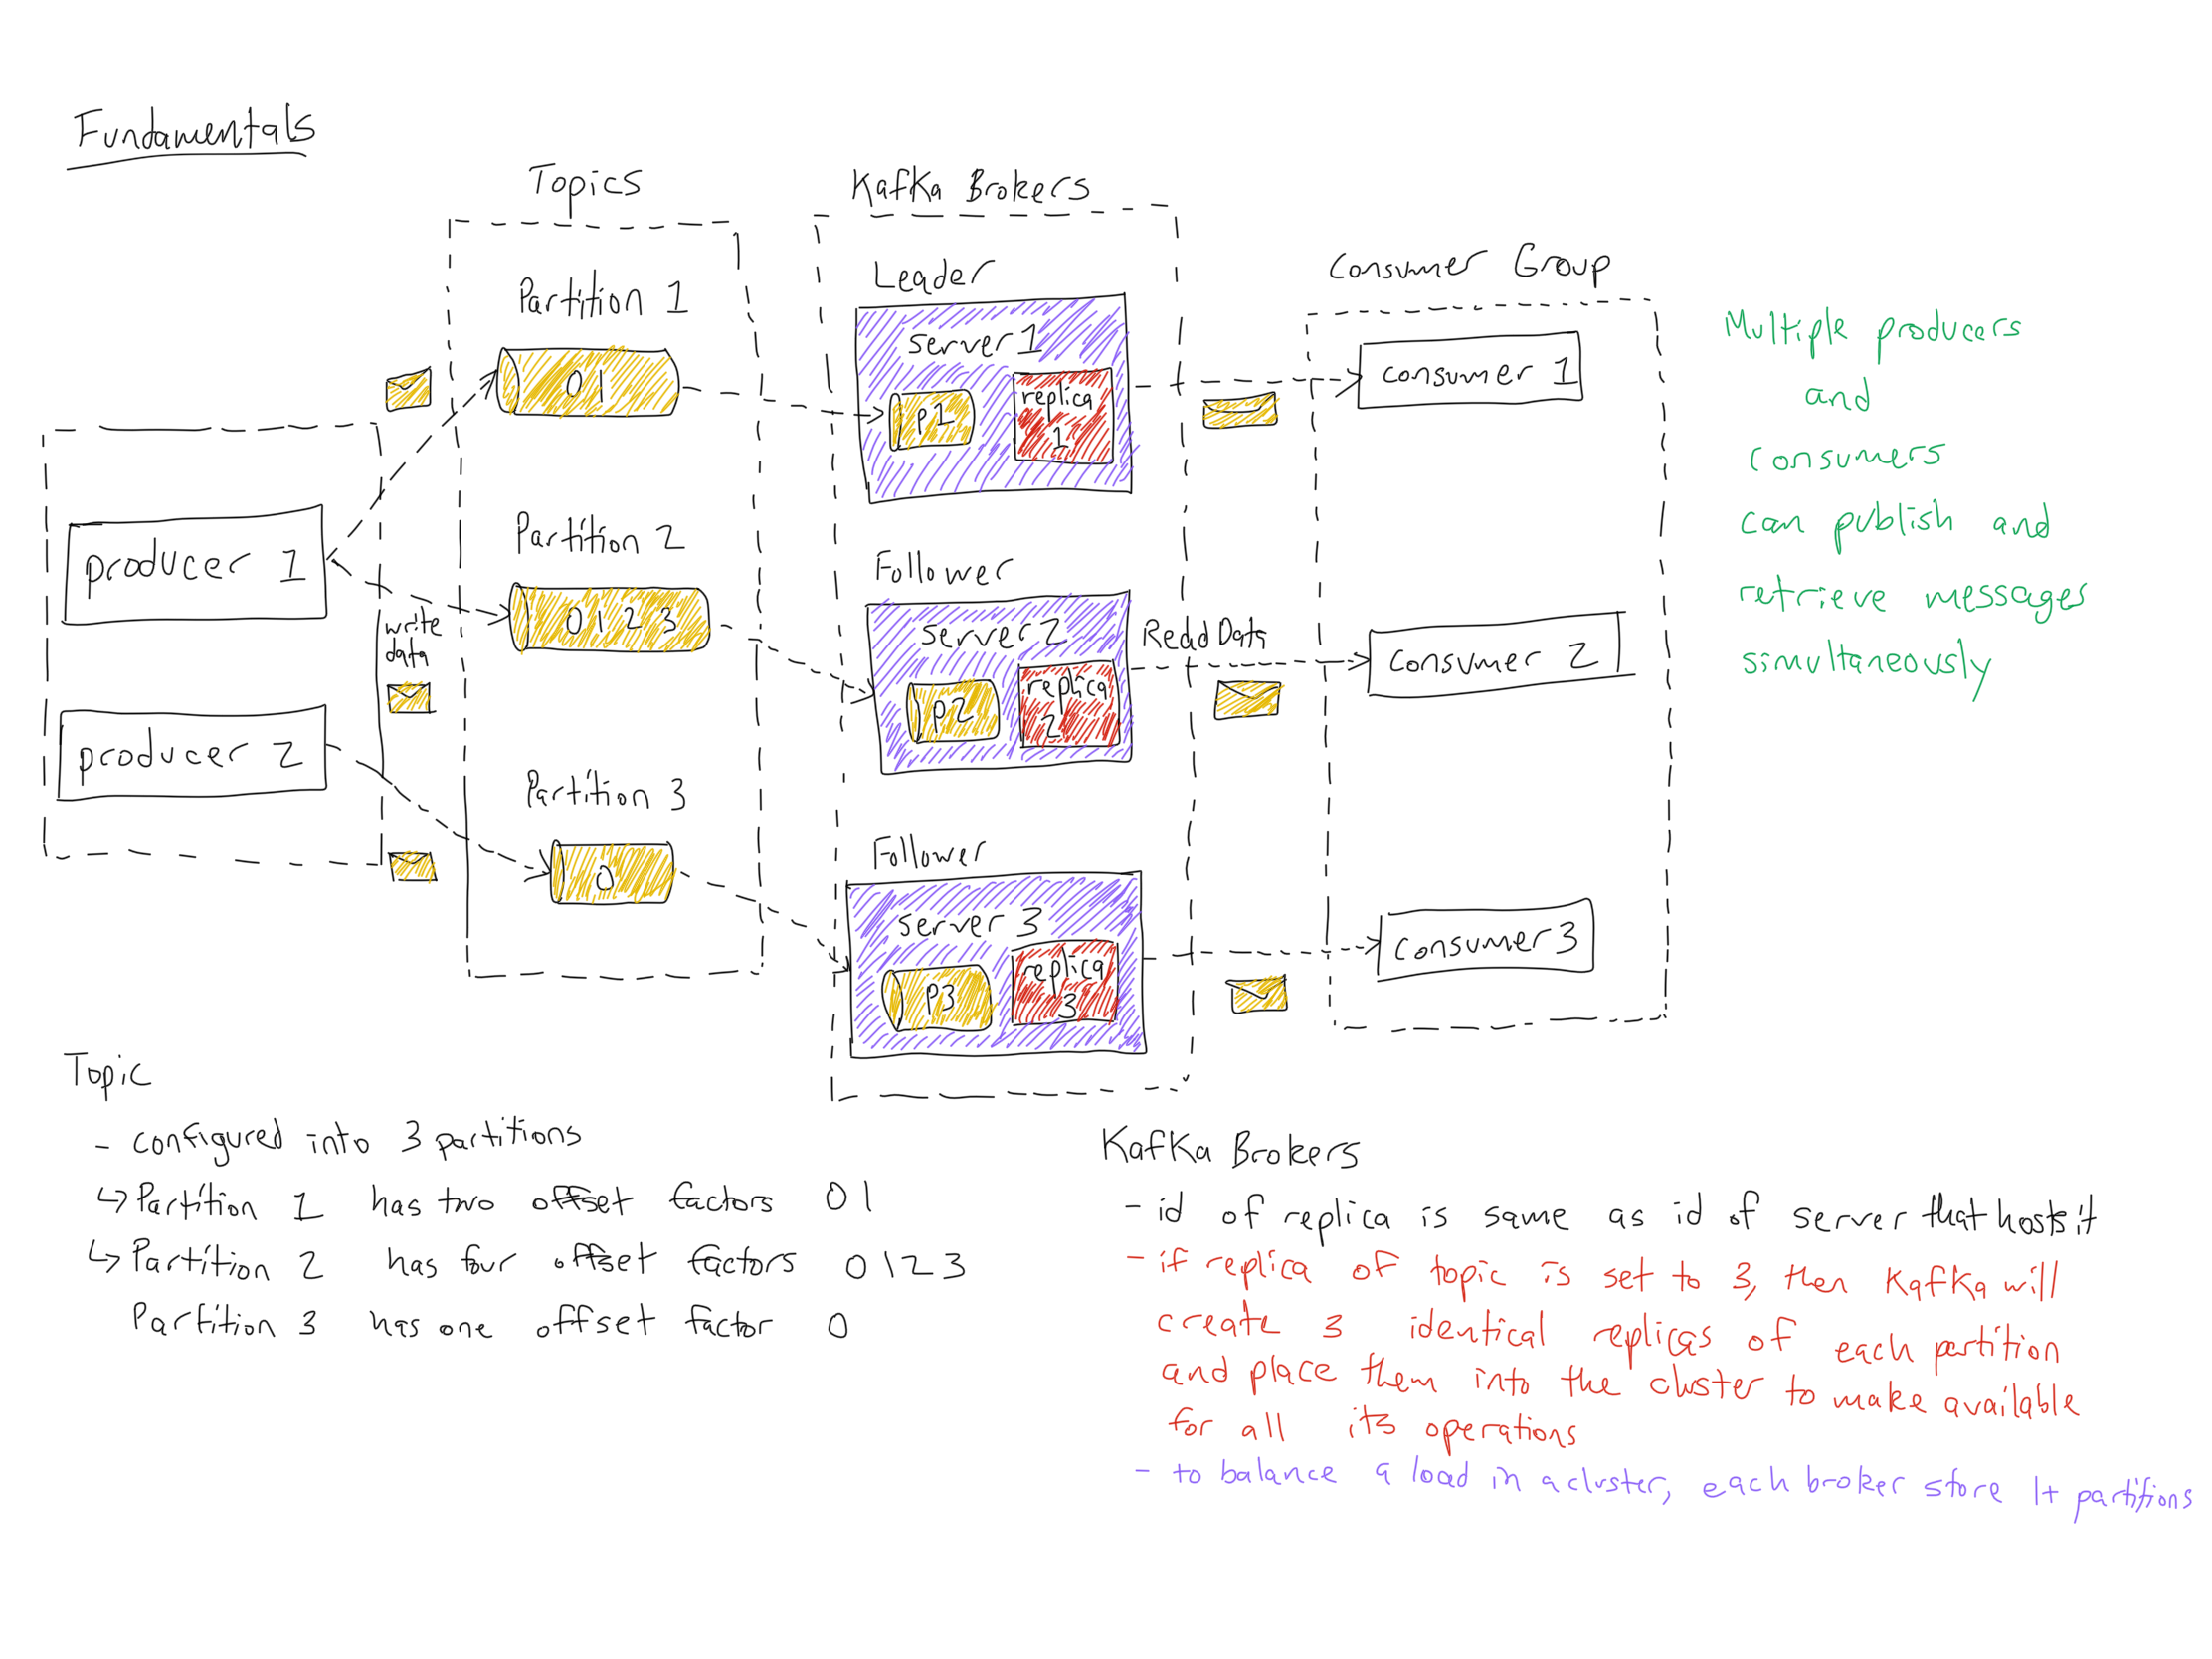 Fundamentals
Topics
Kafka Brokers
Consumer Group
Partition 1
0 1
Partition 2
0 1 2 3
Partition 3
0
producer 1
producer 2
write
data
Leader
server 1
p1
replica
1
Follower
server 2
p2
replica
2
Follower
server 3
p3
replica
3
Read Data
consumer 1
consumer 2
consumer 3
Multiple producers
and
consumers
can publish and
retrieve messages
simultaneously
Topic
- configured into 3 partitions
↳ Partition 1 has two offset factors 0 1
↳ Partition 2 has four offset factors 0 1 2 3
Partition 3 has one offset factor 0
Kafka Brokers
- id of replica is same as id of server that hosts it
- if replica of topic is set to 3, then Kafka will
create 3 identical replicas of each partition
and place them into the cluster to make available
for all its operations
- to balance a load in a cluster, each broker store 1+ partitions